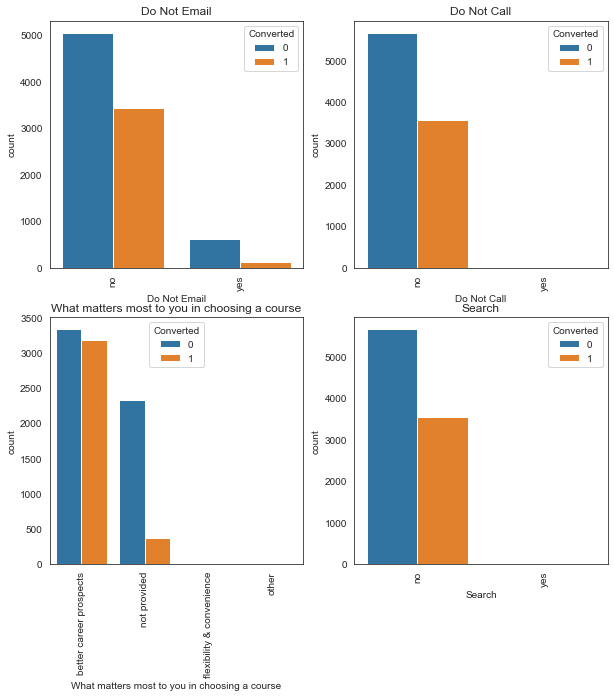 Do Not Email
Converted
0
1
5000
4000
3000
2000
1000
0
count
no
yes
Do Not Email
Do Not Call
Converted
0
1
5000
4000
3000
2000
1000
0
count
no
yes
Do Not Call
What matters most to you in choosing a course
Converted
0
1
3500
3000
2500
2000
1500
1000
500
0
count
better career prospects
not provided
flexibility & convenience
other
What matters most to you in choosing a course
Search
Converted
0
1
5000
4000
3000
2000
1000
0
count
no
yes
Search